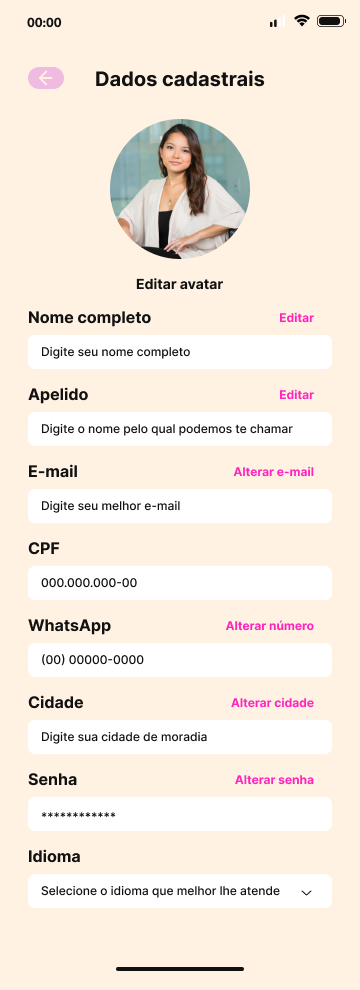 00:00
Dados cadastrais
Editar avatar
Nome completo Editar
Digite seu nome completo
Apelido Editar
Digite o nome pelo qual podemos te chamar
E-mail Alterar e-mail
Digite seu melhor e-mail
CPF
000.000.000-00
WhatsApp Alterar número
(00) 00000-0000
Cidade Alterar cidade
Digite sua cidade de moradia
Senha Alterar senha
************
Idioma
Selecione o idioma que melhor lhe atende